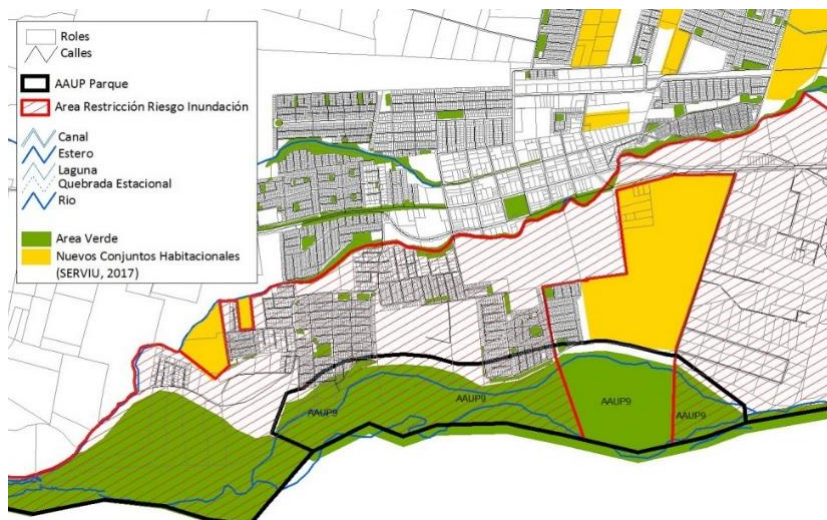 Roles
Calles
AAUP Parque
Area Restricción Riesgo Inundación
Canal
Estero
Laguna
Quebrada Estacional
Rio
Area Verde
Nuevos Conjuntos Habitacionales
(SERVIU, 2017)
AAUP9
AAUP9
AAUP9
AAUP9